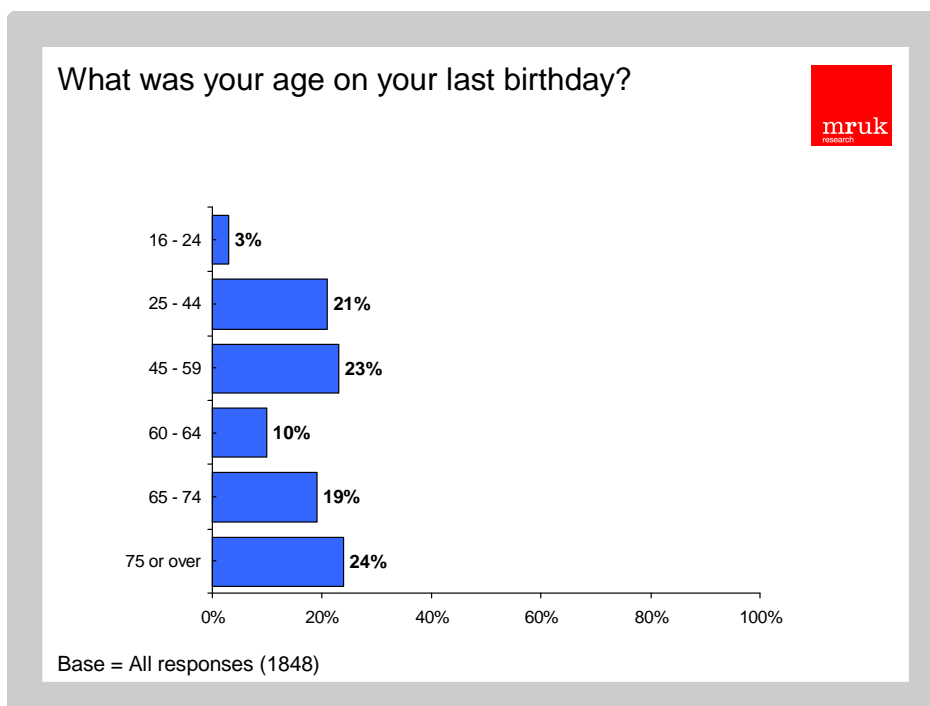 What was your age on your last birthday?
mruk
research
16 - 24 3%
25 - 44 21%
45 - 59 23%
60 - 64 10%
65 - 74 19%
75 or over 24%
0% 20% 40% 60% 80% 100%
Base = All responses (1848)